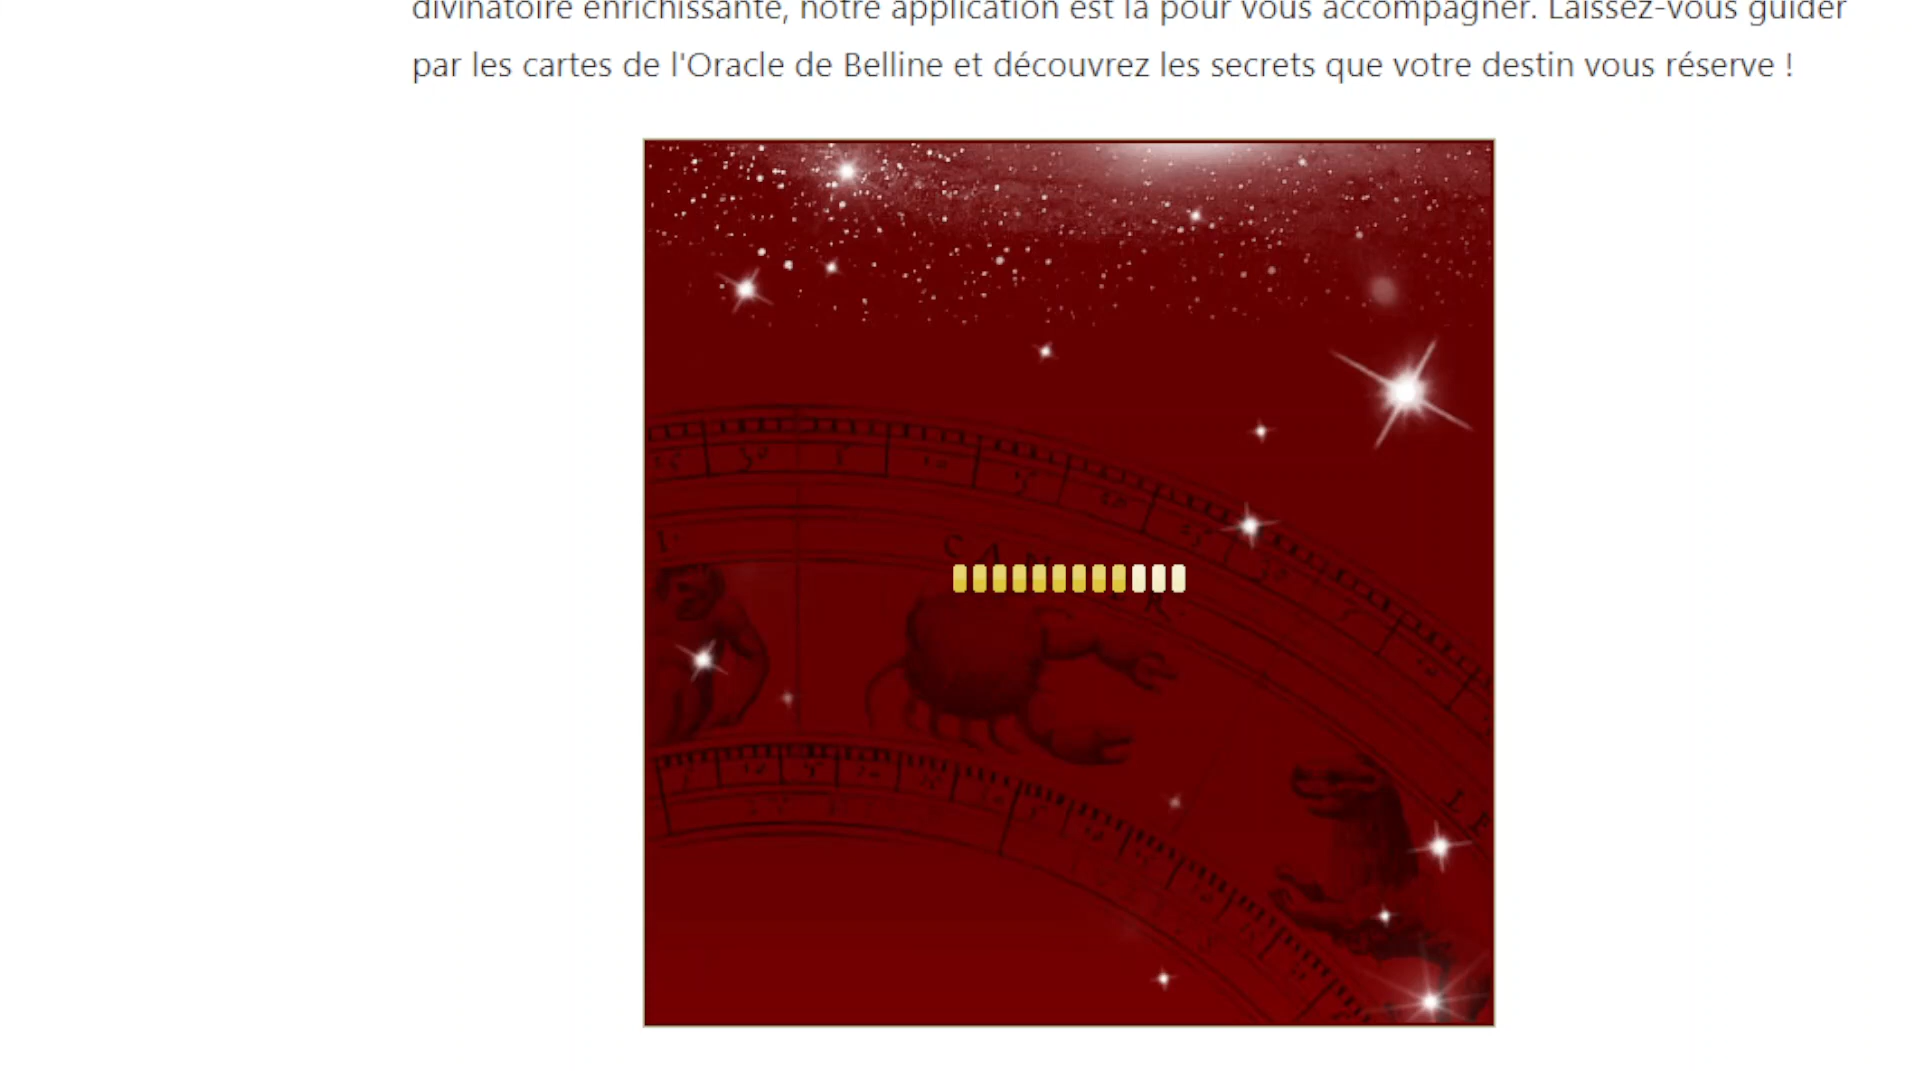 divinatoire enrichissante, notre application est là pour vous accompagner. Laissez-vous guider
par les cartes de l'Oracle de Belline et découvrez les secrets que votre destin vous réserve !